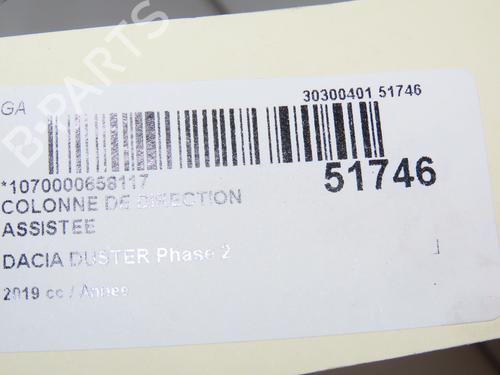 B-PARTS
GA
30300401 51746
*1070000658117
51746
COLONNE DE DIRECTION
ASSISTEE
DACIA DUSTER Phase 2
2019 cc / Annee